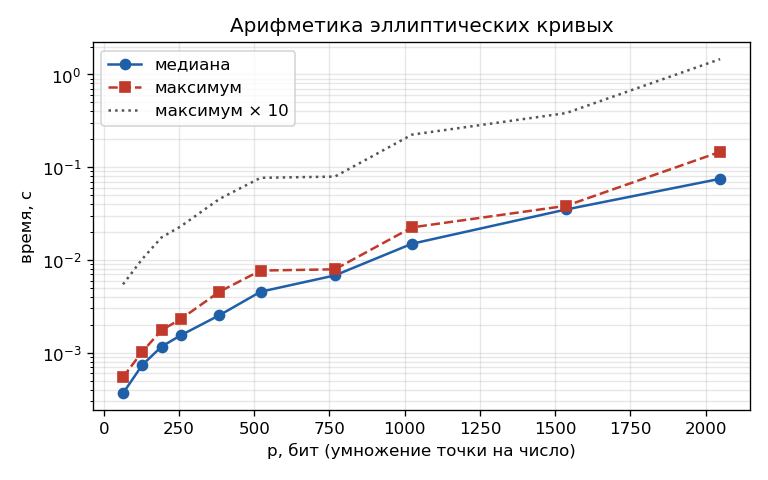 Арифметика эллиптических кривых
медиана
максимум
максимум × 10
время, с
10⁰
10⁻¹
10⁻²
10⁻³
0 250 500 750 1000 1250 1500 1750 2000
p, бит (умножение точки на число)